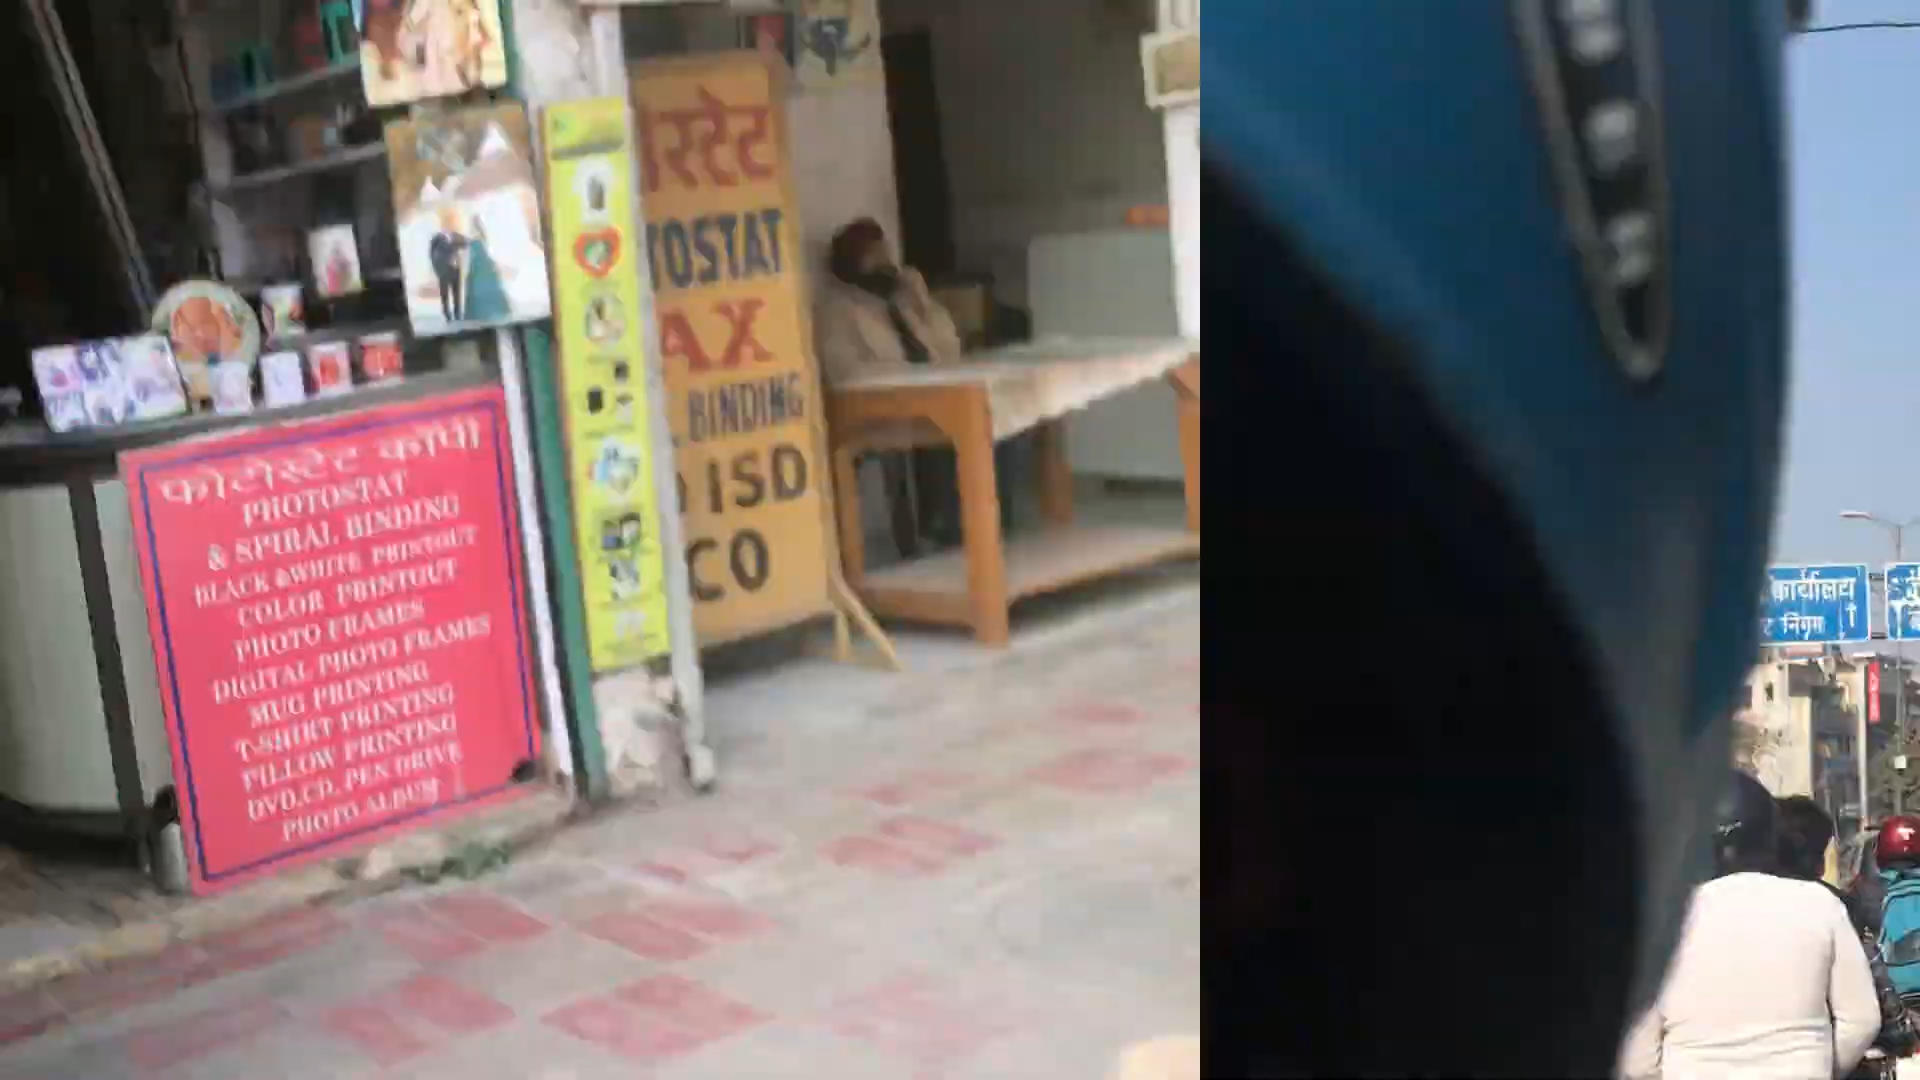 फोटोस्टेट कॉपी
PHOTOSTAT
& SPIRAL BINDING
BLACK &WHITE PRINTOUT
COLOR PRINTOUT
PHOTO FRAMES
DIGITAL PHOTO FRAMES
MUG PRINTING
T-SHIRT PRINTING
PILLOW PRINTING
DVD,CD, PEN DRIVE
PHOTO ALBUM
स्टेट
TOSTAT
AX
BINDING
ISD
CO
कार्यालय
निगम